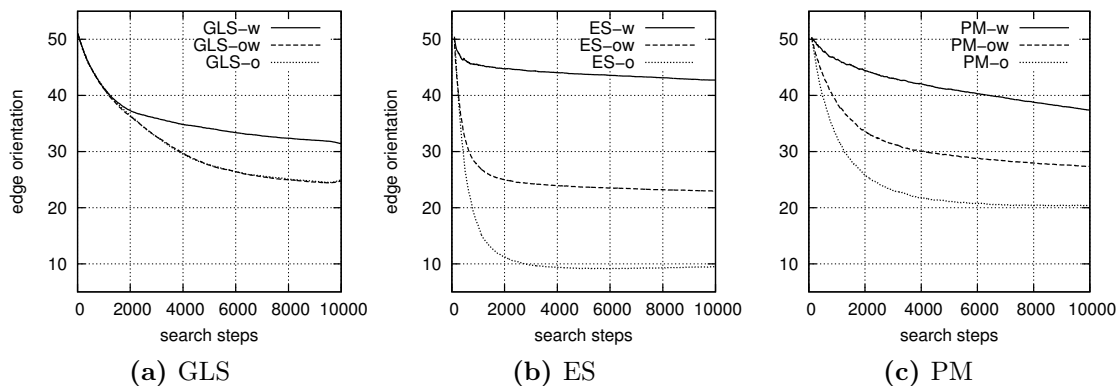 edge orientation
50
40
30
20
10
0 2000 4000 6000 8000 10000
search steps
GLS-w
GLS-ow
GLS-o
(a) GLS
edge orientation
50
40
30
20
10
0 2000 4000 6000 8000 10000
search steps
ES-w
ES-ow
ES-o
(b) ES
edge orientation
50
40
30
20
10
0 2000 4000 6000 8000 10000
search steps
PM-w
PM-ow
PM-o
(c) PM